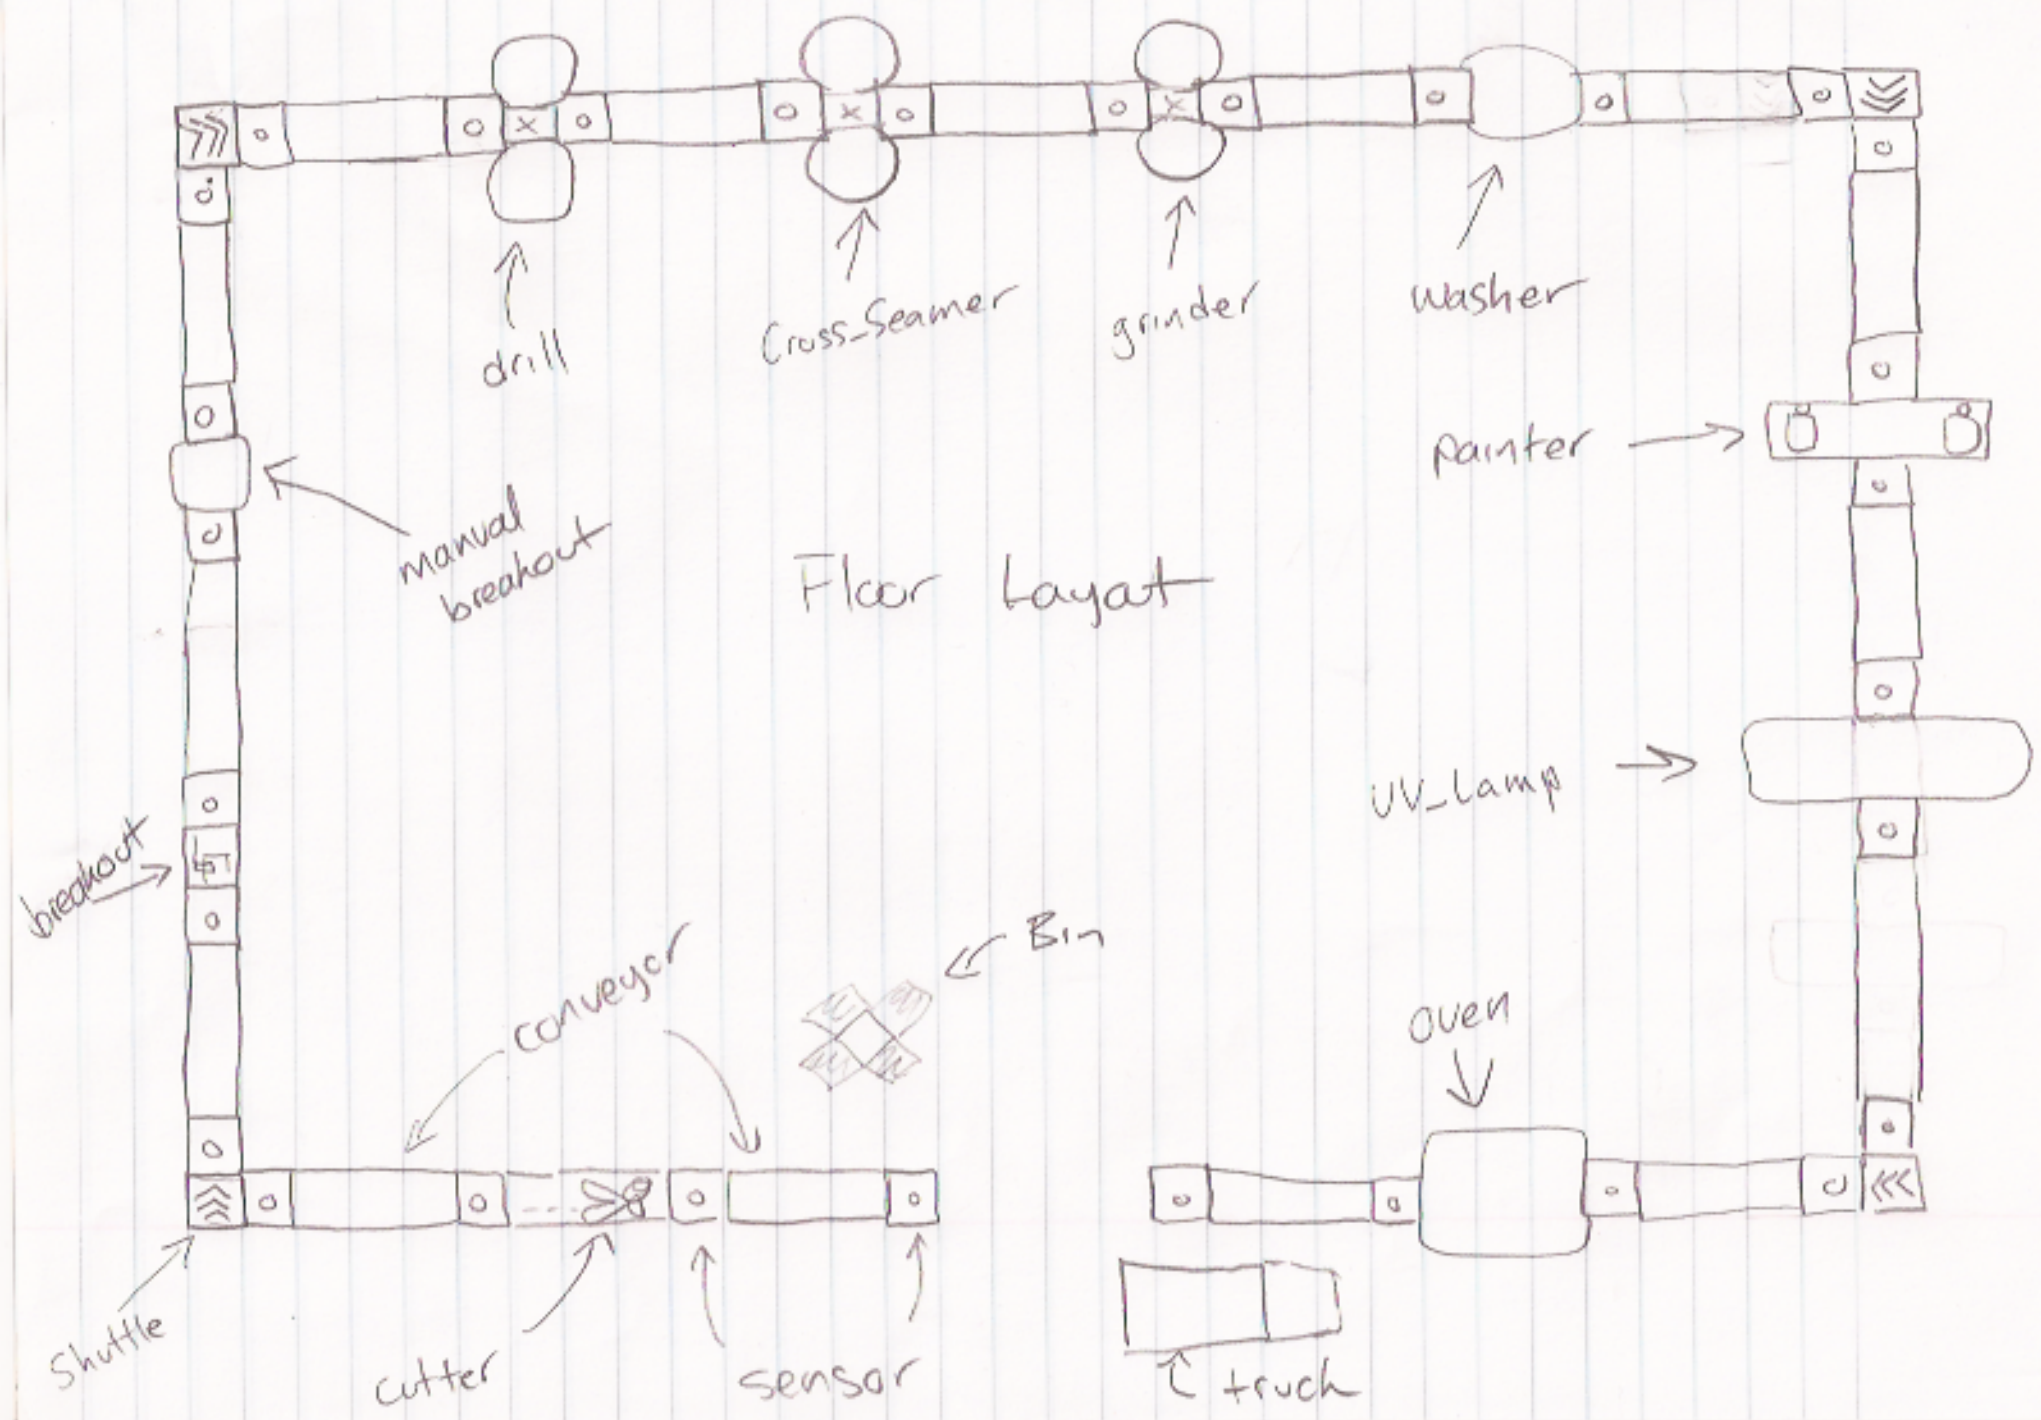 drill
Cross_Seamer
grinder
washer
painter
manual
breakout
Floor Layout
UV_Lamp
breakout
Bin
conveyor
oven
Shuttle
cutter
sensor
truck